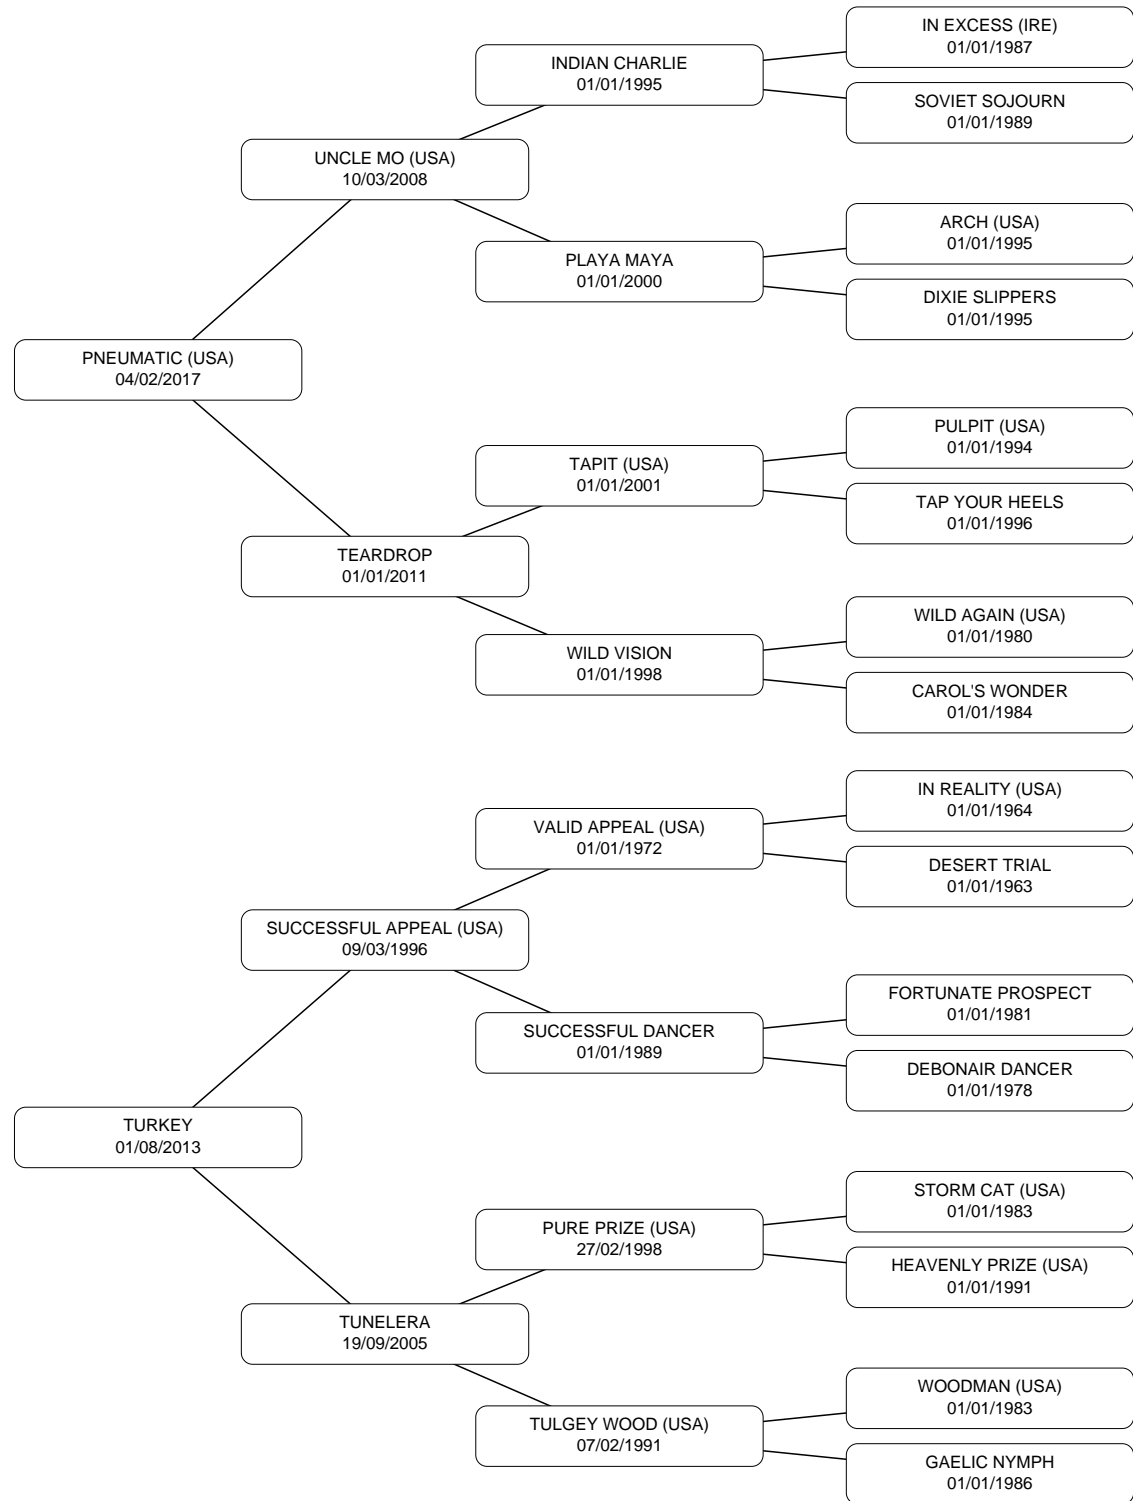 IN EXCESS (IRE)
01/01/1987
INDIAN CHARLIE
01/01/1995
SOVIET SOJOURN
01/01/1989
UNCLE MO (USA)
10/03/2008
ARCH (USA)
01/01/1995
PLAYA MAYA
01/01/2000
DIXIE SLIPPERS
01/01/1995
PNEUMATIC (USA)
04/02/2017
PULPIT (USA)
01/01/1994
TAPIT (USA)
01/01/2001
TAP YOUR HEELS
01/01/1996
TEARDROP
01/01/2011
WILD AGAIN (USA)
01/01/1980
WILD VISION
01/01/1998
CAROL'S WONDER
01/01/1984
IN REALITY (USA)
01/01/1964
VALID APPEAL (USA)
01/01/1972
DESERT TRIAL
01/01/1963
SUCCESSFUL APPEAL (USA)
09/03/1996
FORTUNATE PROSPECT
01/01/1981
SUCCESSFUL DANCER
01/01/1989
DEBONAIR DANCER
01/01/1978
TURKEY
01/08/2013
STORM CAT (USA)
01/01/1983
PURE PRIZE (USA)
27/02/1998
HEAVENLY PRIZE (USA)
01/01/1991
TUNELERA
19/09/2005
WOODMAN (USA)
01/01/1983
TULGEY WOOD (USA)
07/02/1991
GAELIC NYMPH
01/01/1986